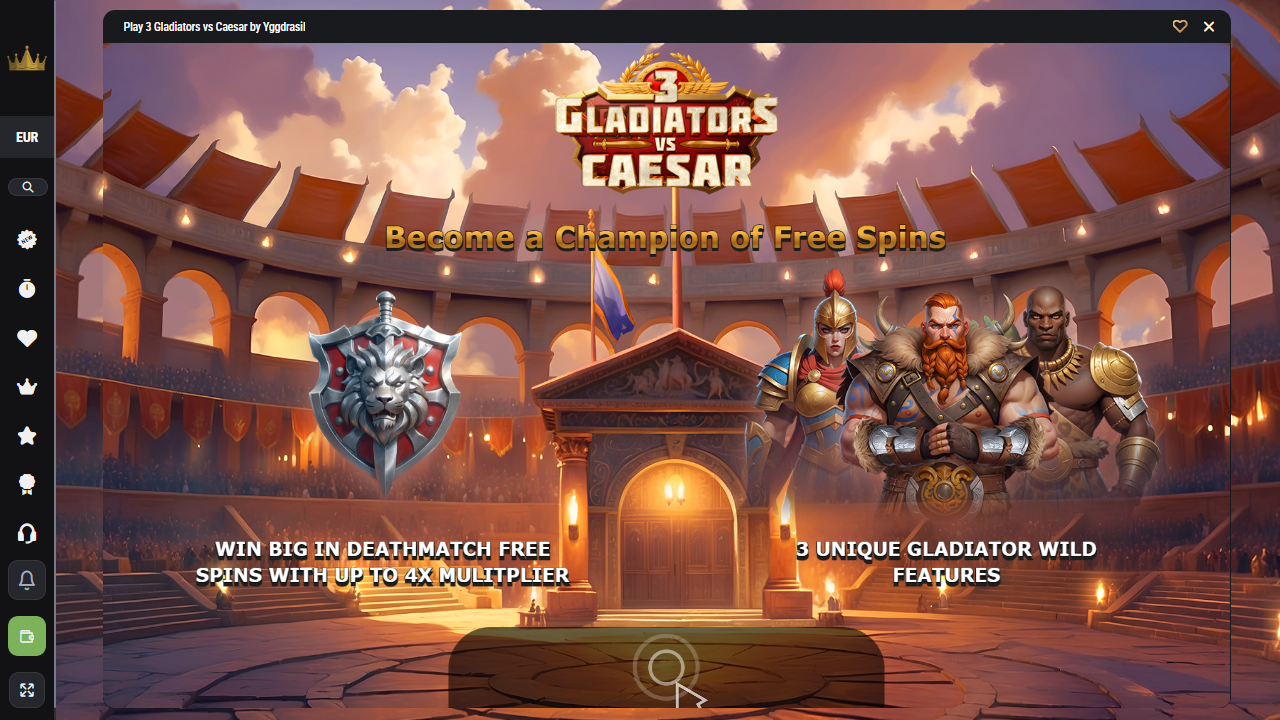 Play 3 Gladiators vs Caesar by Yggdrasil
EUR
NEW
3
GLADIATORS
VS
CAESAR
Become a Champion of Free Spins
WIN BIG IN DEATHMATCH FREE
SPINS WITH UP TO 4X MULITPLIER
3 UNIQUE GLADIATOR WILD
FEATURES